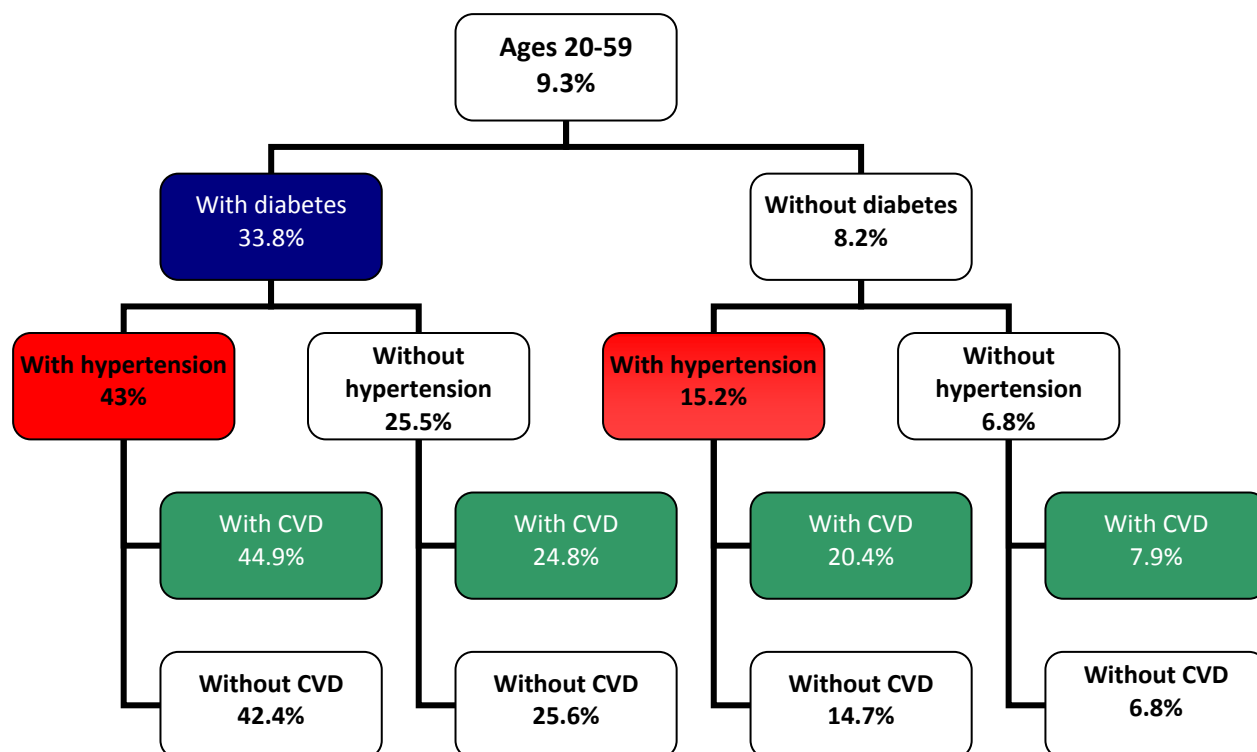 Ages 20-59
9.3%
With diabetes
33.8%
Without diabetes
8.2%
With hypertension
43%
Without
hypertension
25.5%
With hypertension
15.2%
Without
hypertension
6.8%
With CVD
44.9%
With CVD
24.8%
With CVD
20.4%
With CVD
7.9%
Without CVD
42.4%
Without CVD
25.6%
Without CVD
14.7%
Without CVD
6.8%